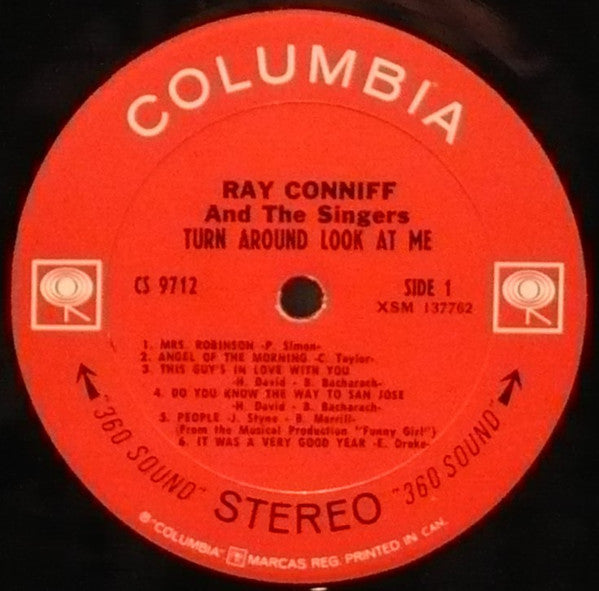 COLUMBIA
RAY CONNIFF
And The Singers
TURN AROUND LOOK AT ME
CS 9712
SIDE 1
XSM 137762
1. MRS. ROBINSON -P. Simon-
2. ANGEL OF THE MORNING -C. Taylor-
3. THIS GUY'S IN LOVE WITH YOU
-H. David - B. Bacharach-
4. DO YOU KNOW THE WAY TO SAN JOSE
-H. David - B. Bacharach-
5. PEOPLE -J. Styne - B. Merrill-
(From the Musical Production "Funny Girl")
6. IT WAS A VERY GOOD YEAR -E. Drake-
"360 SOUND" STEREO "360 SOUND"
® "COLUMBIA" MARCAS REG. PRINTED IN CAN.